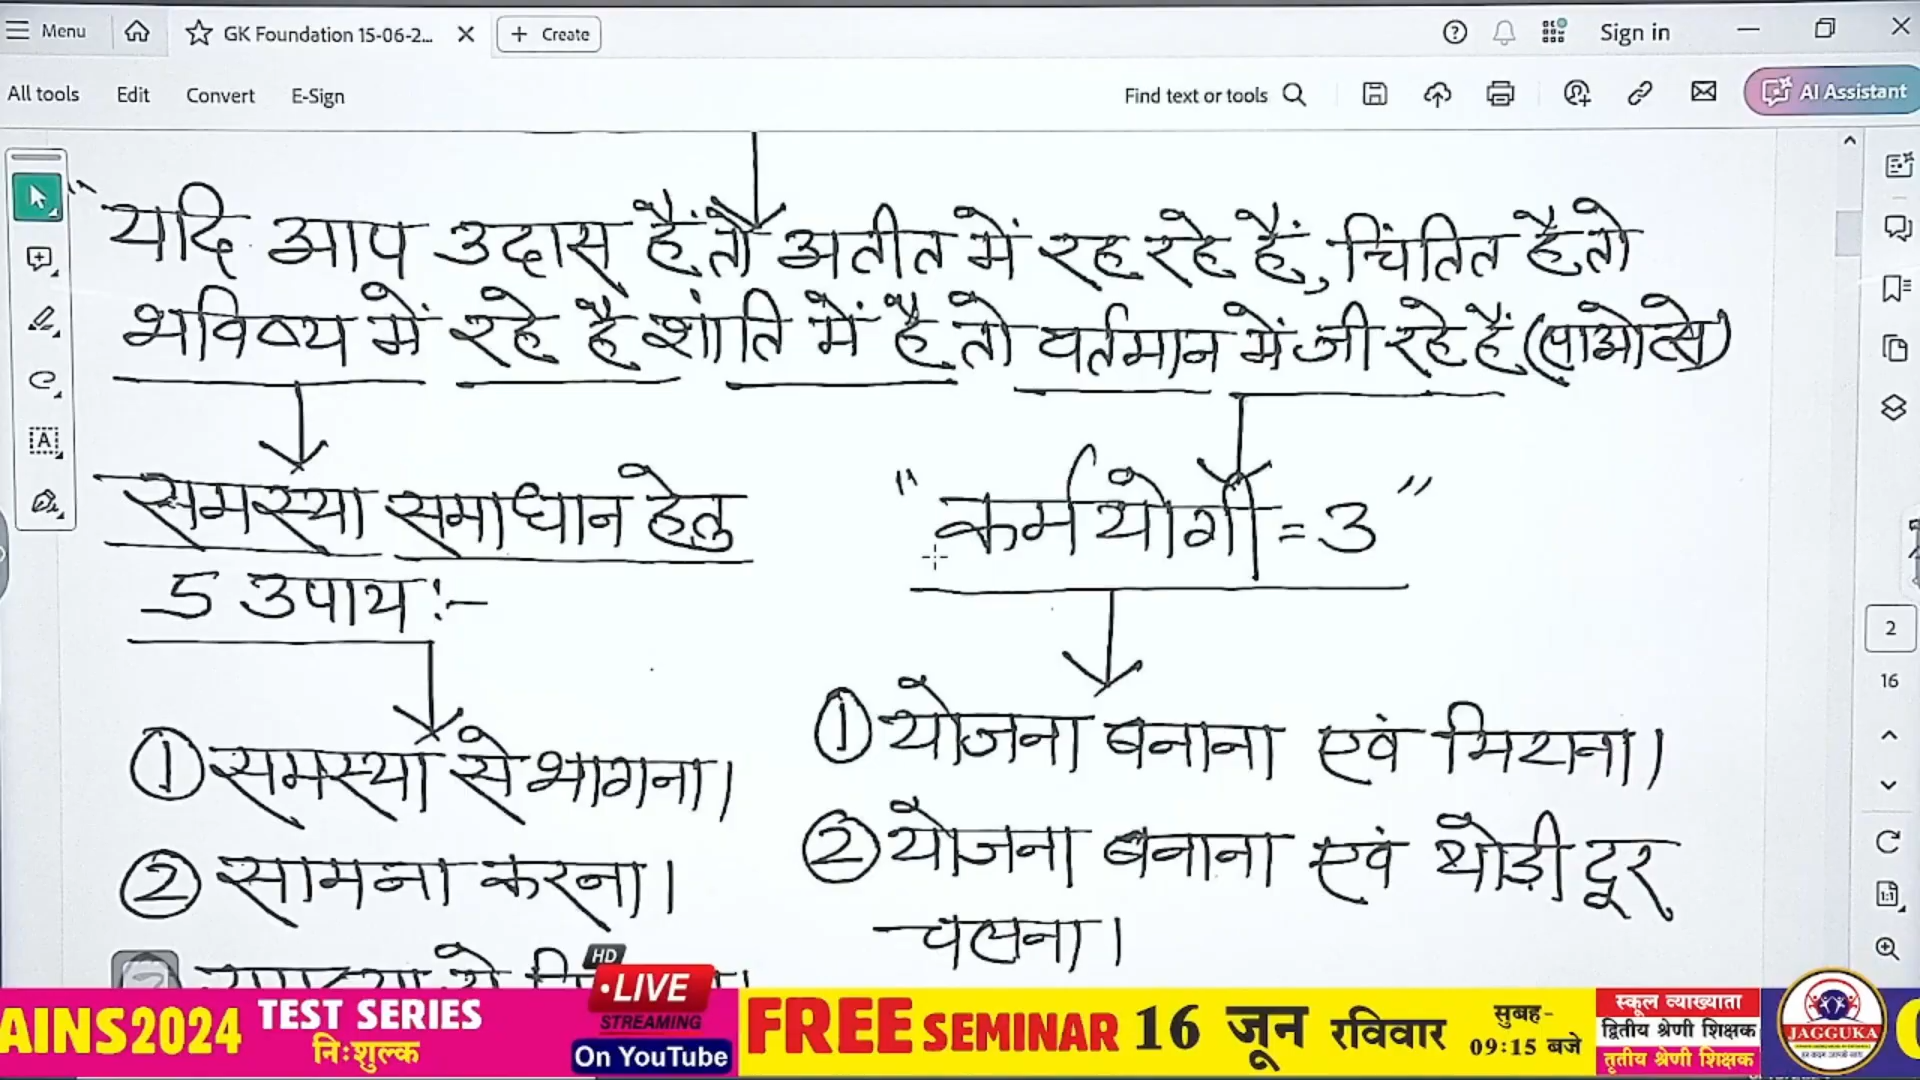 Menu
GK Foundation 15-06-2...
Create
Sign in
All tools
Edit
Convert
E-Sign
Find text or tools
AI Assistant
"यदि आप उदास हैं तो अतीत में रह रहे हैं, चिंतित हैं तो
भविष्य में रहे है शांति में है तो वर्तमान में जी रहे हैं (लाओत्से)
समस्या समाधान हेतु
5 उपाय :-
① समस्या से भागना।
② सामना करना।
"कर्मयोगी = 3"
① योजना बनाना एवं मिटाना।
② योजना बनाना एवं थोड़ी दूर
चलना।
2
16
AINS2024
TEST SERIES
निःशुल्क
HD
LIVE
STREAMING
On YouTube
FREE SEMINAR 16 जून रविवार
सुबह-
09:15 बजे
स्कूल व्याख्याता
द्वितीय श्रेणी शिक्षक
तृतीय श्रेणी शिक्षक
JAGGUKA